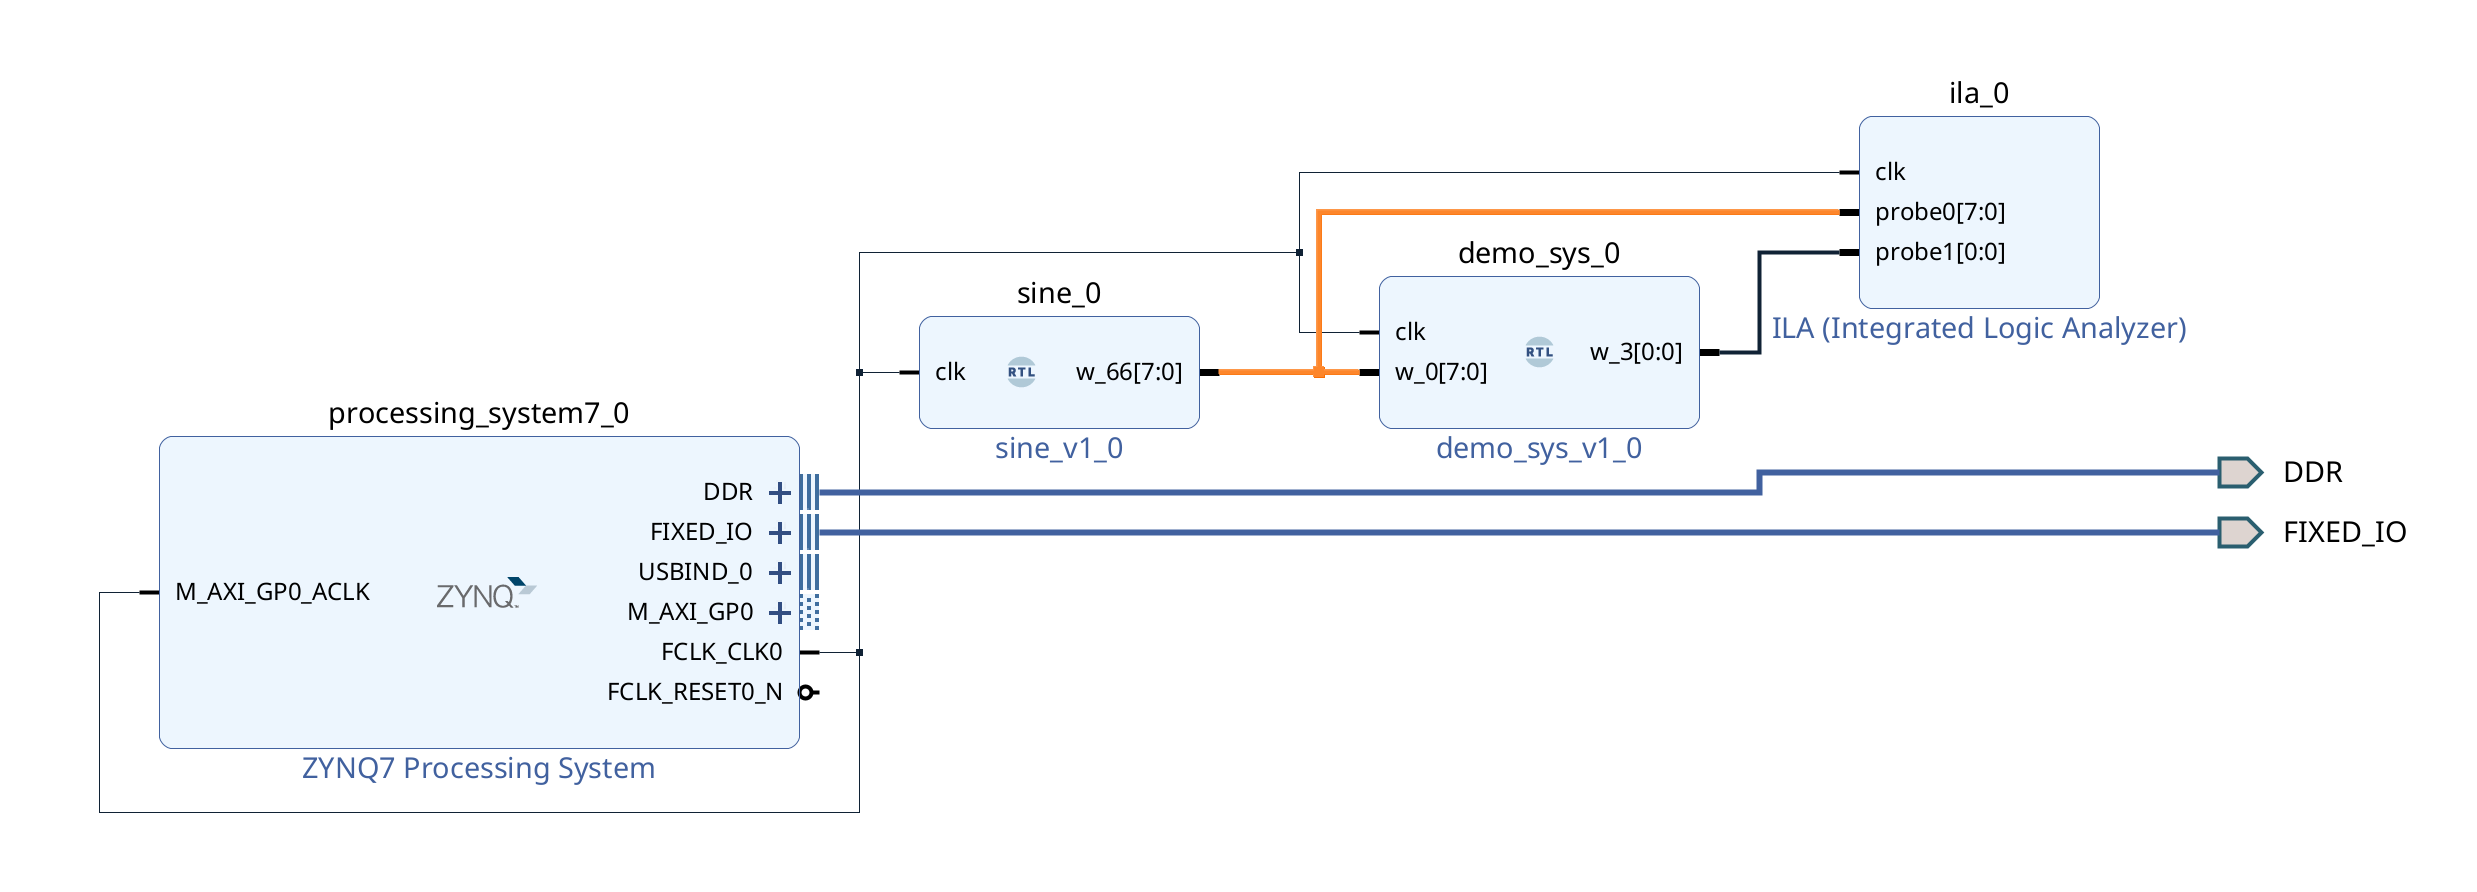 ila_0
clk
probe0[7:0]
probe1[0:0]
ILA (Integrated Logic Analyzer)
demo_sys_0
clk
w_0[7:0]
RTL
w_3[0:0]
demo_sys_v1_0
sine_0
clk
RTL
w_66[7:0]
sine_v1_0
processing_system7_0
DDR
FIXED_IO
USBIND_0
M_AXI_GP0_ACLK
ZYNQ
M_AXI_GP0
FCLK_CLK0
FCLK_RESET0_N
ZYNQ7 Processing System
DDR
FIXED_IO